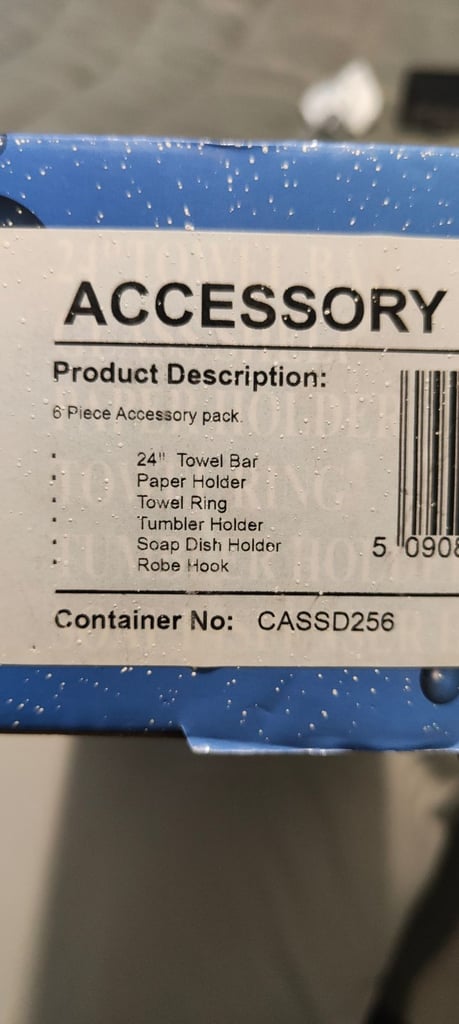 ACCESSORY
Product Description:
6 Piece Accessory pack.
24" Towel Bar
Paper Holder
Towel Ring
Tumbler Holder
Soap Dish Holder
Robe Hook
5 0908
Container No: CASSD256